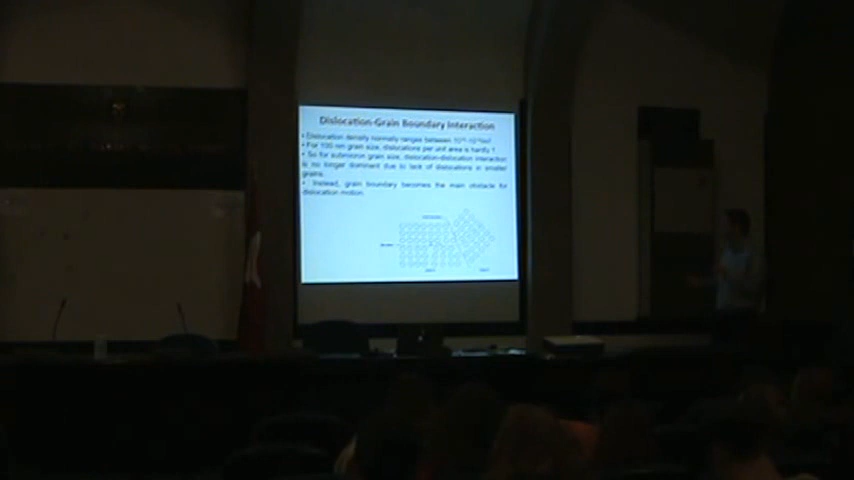 Dislocation-Grain Boundary Interaction
• Dislocation density normally ranges between
• For 100 nm grain size, dislocations per unit area is hardly 1
• So for submicron grain size, dislocation-dislocation interaction
is no longer dominant due to lack of dislocations in smaller
grains.
• Instead, grain boundary becomes the main obstacle for
dislocation motion.